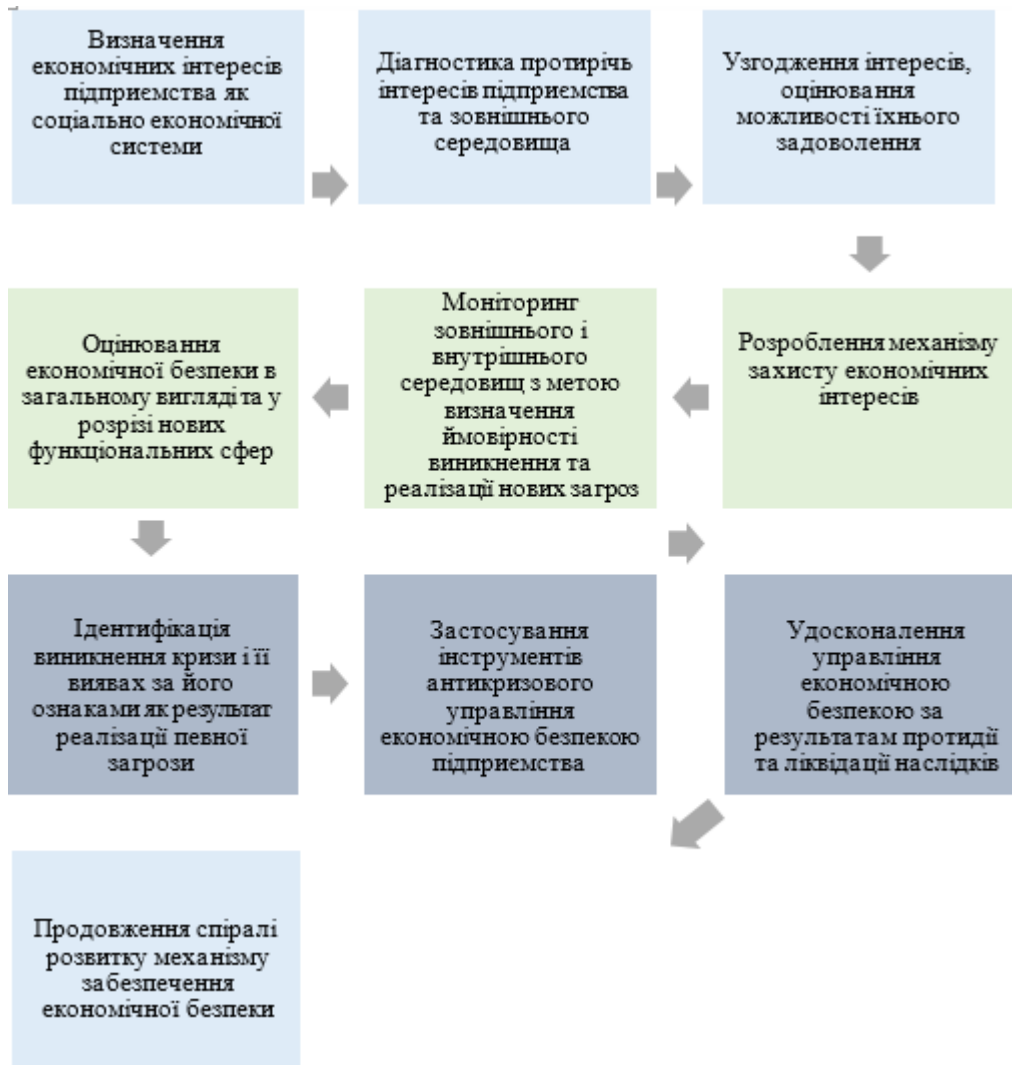 Визначення
економічних інтересів
підприємства як
соціально економічної
системи
Діагностика протирічь
інтересів підприємства
та зовнішнього
середовища
Узгодження інтересів,
оцінювання
можливості їхнього
задоволення
Розроблення механізму
захисту економічних
інтересів
Моніторинг
зовнішнього і
внутрішнього
середовищ з метою
визначення
ймовірності
виникнення та
реалізації нових загроз
Оцінювання
економічної безпеки в
загальному вигляді та у
розрізі нових
функціональних сфер
Ідентифікація
виникнення кризи і її
виявах за його
ознаками як результат
реалізації певної
загрози
Застосування
інструментів
антикризового
управління
економічною безпекою
підприємства
Удосконалення
управління
економічною
безпекою за
результатам протидії
та ліквідації наслідків
Продовження спіралі
розвитку механізму
забезпечення
економічної безпеки